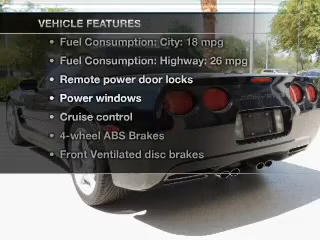 VEHICLE FEATURES
• Fuel Consumption: City: 18 mpg
• Fuel Consumption: Highway: 26 mpg
• Remote power door locks
• Power windows
• Cruise control
• 4-wheel ABS Brakes
• Front Ventilated disc brakes